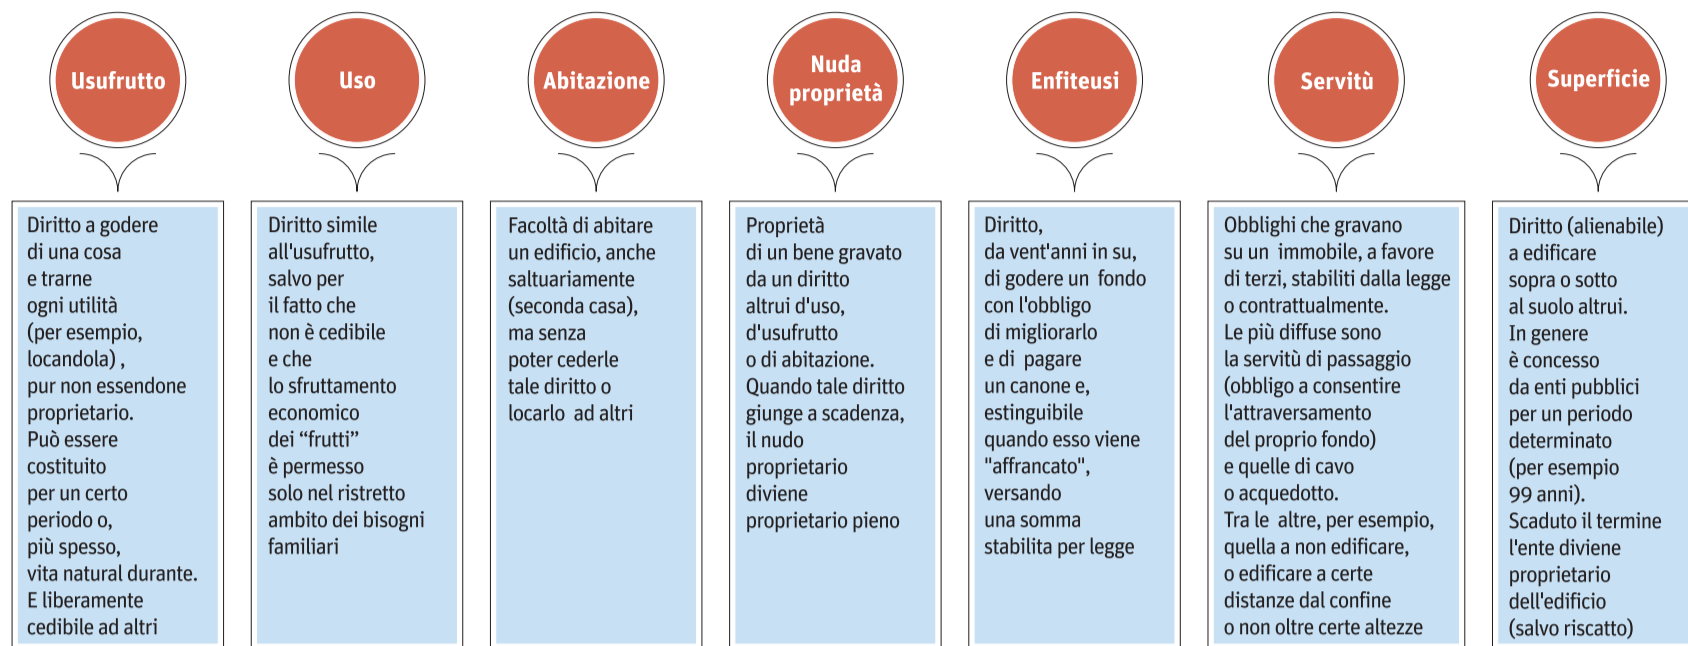 Usufrutto
Diritto a godere
di una cosa
e trarne
ogni utilità
(per esempio,
locandola) ,
pur non essendone
proprietario.
Può essere
costituito
per un certo
periodo o,
più spesso,
vita natural durante.
E liberamente
cedibile ad altri
Uso
Diritto simile
all'usufrutto,
salvo per
il fatto che
non è cedibile
e che
lo sfruttamento
economico
dei “frutti”
è permesso
solo nel ristretto
ambito dei bisogni
familiari
Abitazione
Facoltà di abitare
un edificio, anche
saltuariamente
(seconda casa),
ma senza
poter cederle
tale diritto o
locarlo ad altri
Nuda
proprietà
Proprietà
di un bene gravato
da un diritto
altrui d'uso,
d'usufrutto
o di abitazione.
Quando tale diritto
giunge a scadenza,
il nudo
proprietario
diviene
proprietario pieno
Enfiteusi
Diritto,
da vent'anni in su,
di godere un fondo
con l'obbligo
di migliorarlo
e di pagare
un canone e,
estinguibile
quando esso viene
"affrancato",
versando
una somma
stabilita per legge
Servitù
Obblighi che gravano
su un immobile, a favore
di terzi, stabiliti dalla legge
o contrattualmente.
Le più diffuse sono
la servitù di passaggio
(obbligo a consentire
l'attraversamento
del proprio fondo)
e quelle di cavo
o acquedotto.
Tra le altre, per esempio,
quella a non edificare,
o edificare a certe
distanze dal confine
o non oltre certe altezze
Superficie
Diritto (alienabile)
a edificare
sopra o sotto
al suolo altrui.
In genere
è concesso
da enti pubblici
per un periodo
determinato
(per esempio
99 anni).
Scaduto il termine
l'ente diviene
proprietario
dell'edificio
(salvo riscatto)